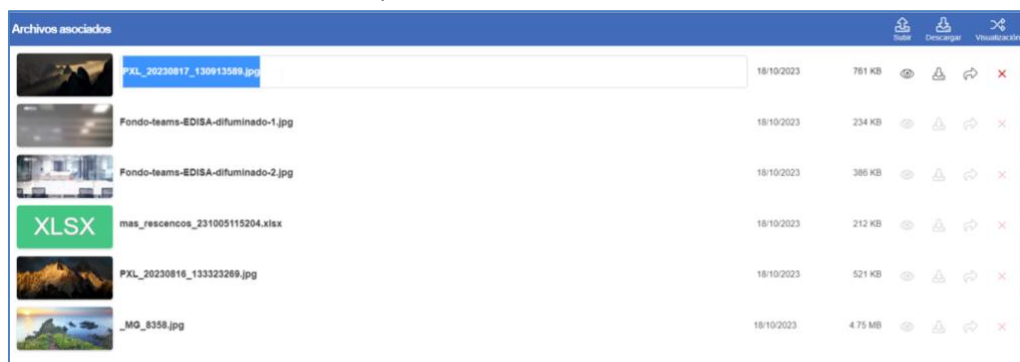 Archivos asociados
Subir Descargar Visualización
PXL_20230817_130913589.jpg 18/10/2023 761 KB
Fondo-teams-EDISA-difuminado-1.jpg 18/10/2023 234 KB
Fondo-teams-EDISA-difuminado-2.jpg 18/10/2023 386 KB
XLSX mas_rescencos_231005115204.xlsx 18/10/2023 212 KB
PXL_20230816_133323269.jpg 18/10/2023 521 KB
_MG_8358.jpg 18/10/2023 4.75 MB